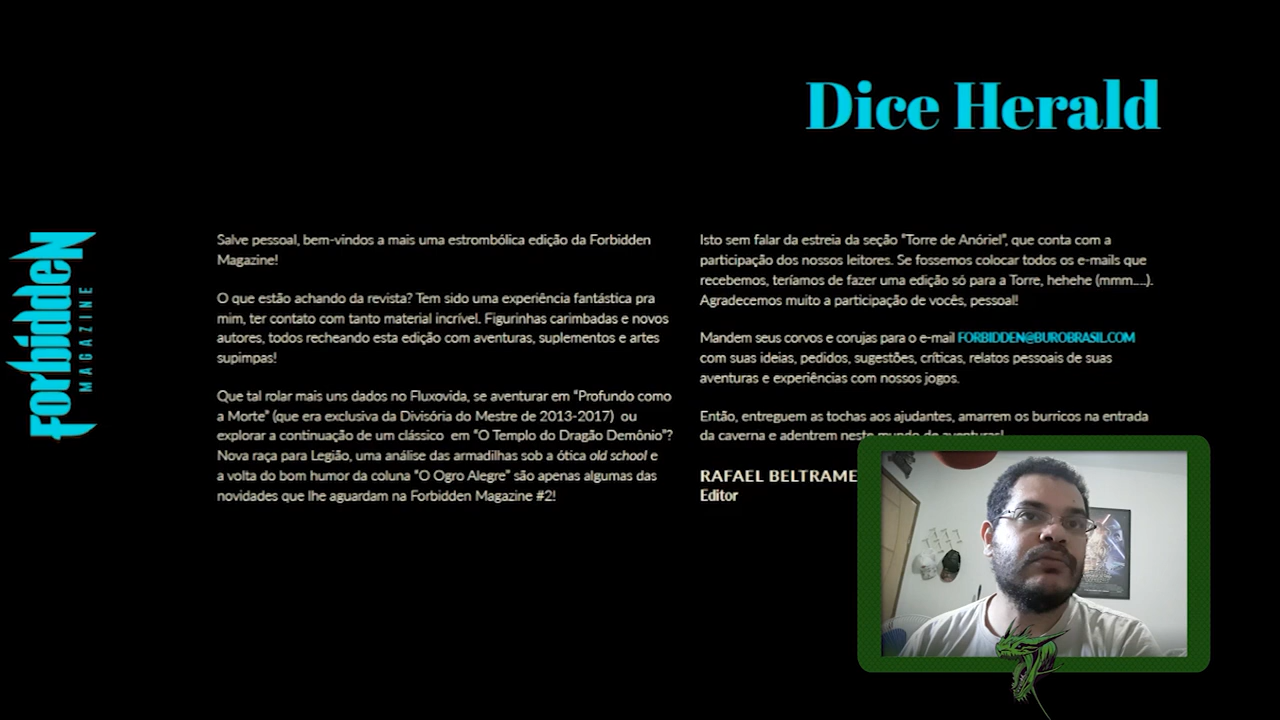 Dice Herald
Forbidden
MAGAZINE
Salve pessoal, bem-vindos a mais uma estrombólica edição da Forbidden
Magazine!
O que estão achando da revista? Tem sido uma experiência fantástica pra
mim, ter contato com tanto material incrível. Figurinhas carimbadas e novos
autores, todos recheando esta edição com aventuras, suplementos e artes
supimpas!
Que tal rolar mais uns dados no Fluxovida, se aventurar em “Profundo como
a Morte” (que era exclusiva da Divisória do Mestre de 2013-2017) ou
explorar a continuação de um clássico em “O Templo do Dragão Demônio”?
Nova raça para Legião, uma análise das armadilhas sob a ótica old school e
a volta do bom humor da coluna “O Ogro Alegre” são apenas algumas das
novidades que lhe aguardam na Forbidden Magazine #2!
Isto sem falar da estreia da seção “Torre de Anóriel”, que conta com a
participação dos nossos leitores. Se fossemos colocar todos os e-mails que
recebemos, teríamos de fazer uma edição só para a Torre, hehehe (mmm....).
Agradecemos muito a participação de vocês, pessoal!
Mandem seus corvos e corujas para o e-mail FORBIDDEN@BUROBRASIL.COM
com suas ideias, pedidos, sugestões, críticas, relatos pessoais de suas
aventuras e experiências com nossos jogos.
Então, entreguem as tochas aos ajudantes, amarrem os burricos na entrada
da caverna e adentrem neste mundo de aventuras!
RAFAEL BELTRAME
Editor